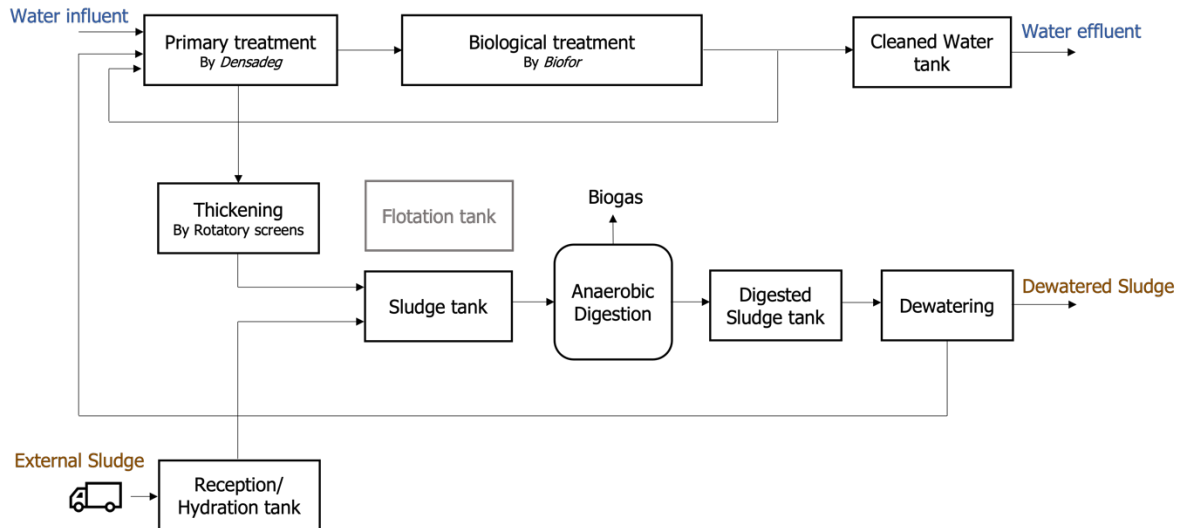 Water influent
Primary treatment
By Densadeg
Biological treatment
By Biofor
Cleaned Water
tank
Water effluent
Thickening
By Rotatory screens
Flotation tank
Biogas
Sludge tank
Anaerobic
Digestion
Digested
Sludge tank
Dewatering
Dewatered Sludge
External Sludge
Reception/
Hydration tank